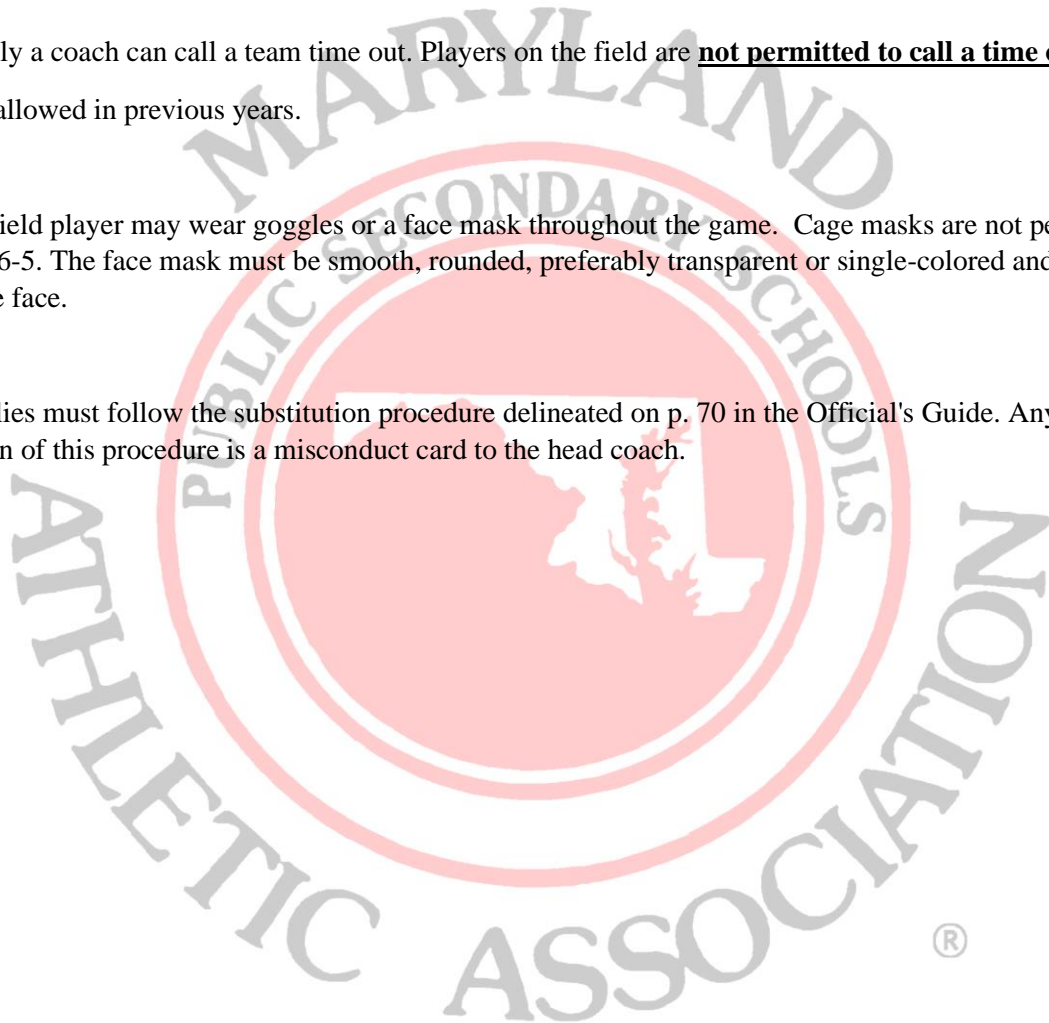 ly a coach can call a team time out. Players on the field are not permitted to call a time
allowed in previous years.
ield player may wear goggles or a face mask throughout the game. Cage masks are not pe
6-5. The face mask must be smooth, rounded, preferably transparent or single-colored and
e face.
lies must follow the substitution procedure delineated on p. 70 in the Official's Guide. Any
n of this procedure is a misconduct card to the head coach.
MARYLAND
PUBLIC SECONDARY SCHOOLS
ATHLETIC ASSOCIATION
®